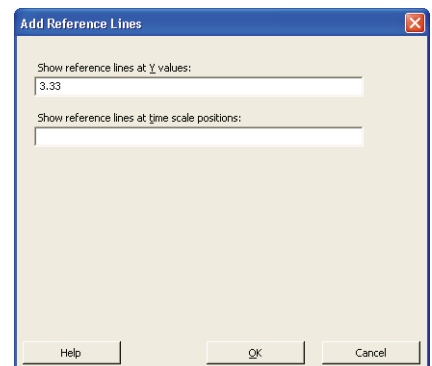 Add Reference Lines
Show reference lines at Y values:
3.33
Show reference lines at time scale positions:
Help
OK
Cancel